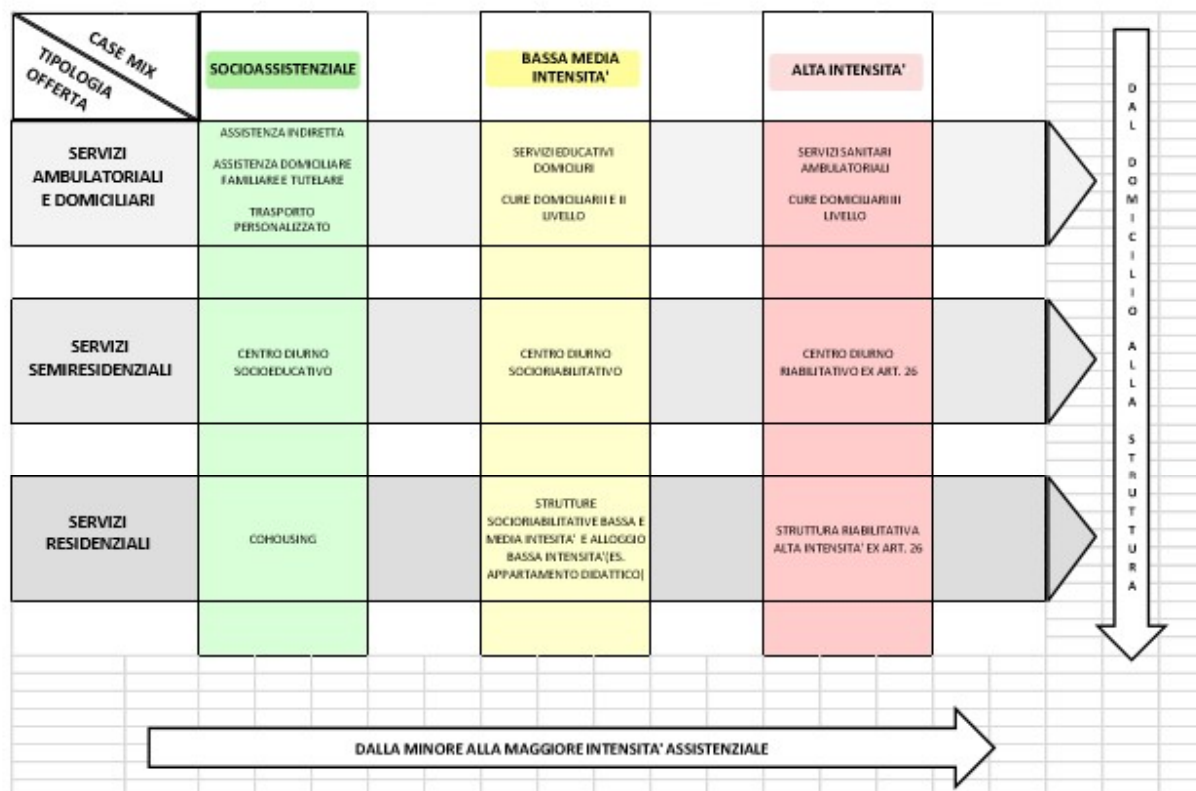 CASE MIX
TIPOLOGIA
OFFERTA
SOCIOASSISTENZIALE
BASSA MEDIA
INTENSITA'
ALTA INTENSITA'
SERVIZI
AMBULATORIALI
E DOMICILIARI
ASSISTENZA INDIRETTA
ASSISTENZA DOMICILIARE
FAMILIARE E TUTELARE
TRASPORTO
PERSONALIZZATO
SERVIZI EDUCATIVI
DOMICILIRI
CURE DOMICILIARI I E II
LIVELLO
SERVIZI SANITARI
AMBULATORIALI
CURE DOMICILIARI III
LIVELLO
SERVIZI
SEMIRESIDENZIALI
CENTRO DIURNO
SOCIOEDUCATIVO
CENTRO DIURNO
SOCIORIABILITATIVO
CENTRO DIURNO
RIABILITATIVO EX ART. 26
SERVIZI
RESIDENZIALI
COHOUSING
STRUTTURE
SOCIORIABILITATIVE BASSA E
MEDIA INTESITA' E ALLOGGIO
BASSA INTENSITA'(ES.
APPARTAMENTO DIDATTICO)
STRUTTURA RIABILITATIVA
ALTA INTENSITA' EX ART. 26
DAL DOMICILIO ALLA STRUTTURA
DALLA MINORE ALLA MAGGIORE INTENSITA' ASSISTENZIALE